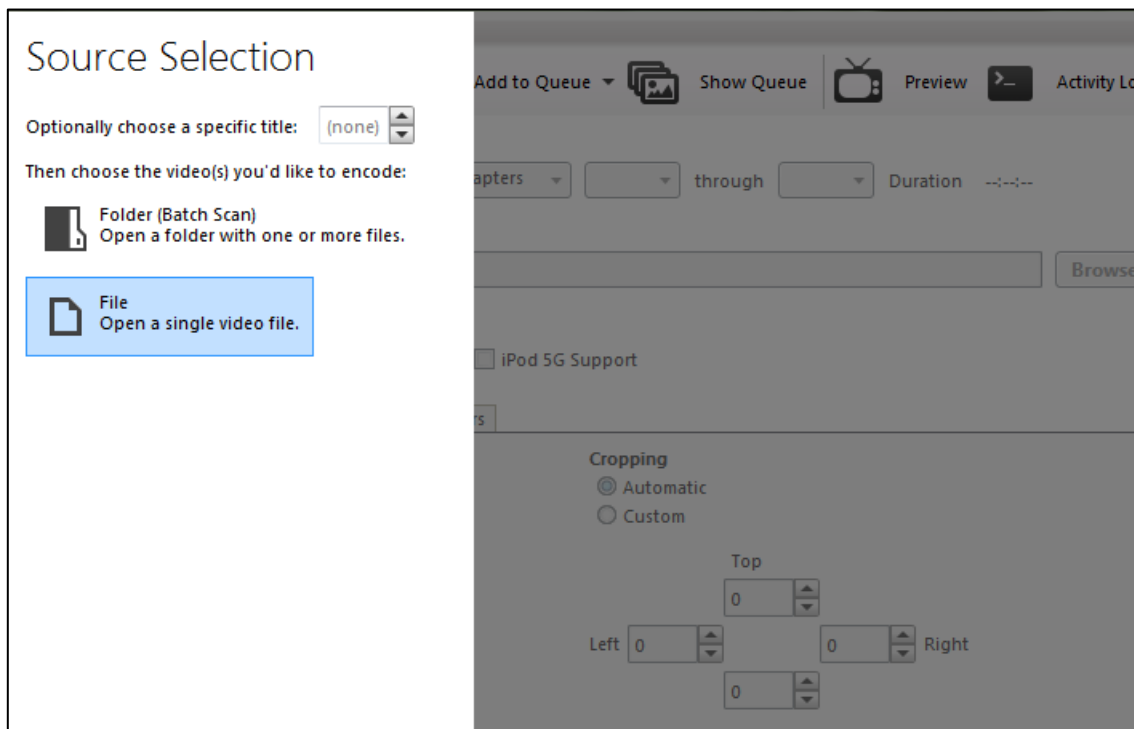 Source Selection
Add to Queue Show Queue Preview Activity Lo
Optionally choose a specific title: (none)
Then choose the video(s) you'd like to encode:
apters through Duration --:--:--
Folder (Batch Scan)
Open a folder with one or more files.
Browse
File
Open a single video file.
iPod 5G Support
rs
Cropping
Automatic
Custom
Top
0
Left 0 0 Right
0